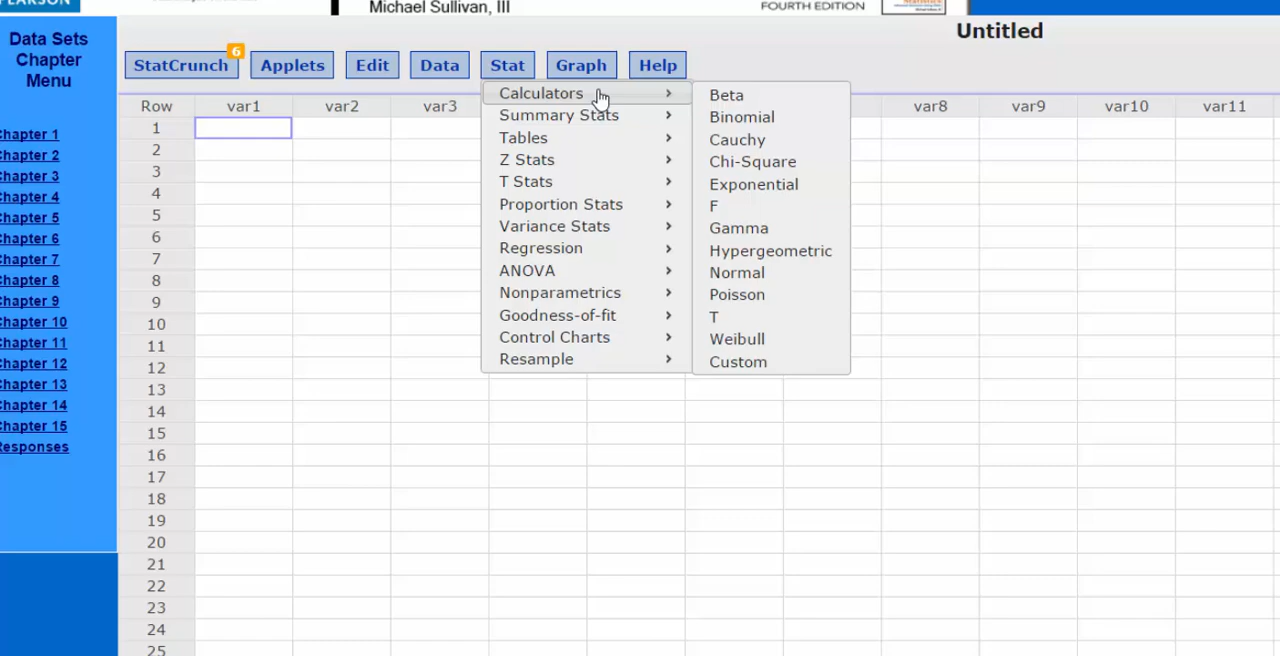 PEARSON
Michael Sullivan, III
FOURTH EDITION
Data Sets
Chapter
Menu
Chapter 1
Chapter 2
Chapter 3
Chapter 4
Chapter 5
Chapter 6
Chapter 7
Chapter 8
Chapter 9
Chapter 10
Chapter 11
Chapter 12
Chapter 13
Chapter 14
Chapter 15
Responses
Untitled
StatCrunch 6 Applets Edit Data Stat Graph Help
Row var1 var2 var3 var8 var9 var10 var11
1
2
3
4
5
6
7
8
9
10
11
12
13
14
15
16
17
18
19
20
21
22
23
24
25
Calculators
Summary Stats
Tables
Z Stats
T Stats
Proportion Stats
Variance Stats
Regression
ANOVA
Nonparametrics
Goodness-of-fit
Control Charts
Resample
Beta
Binomial
Cauchy
Chi-Square
Exponential
F
Gamma
Hypergeometric
Normal
Poisson
T
Weibull
Custom